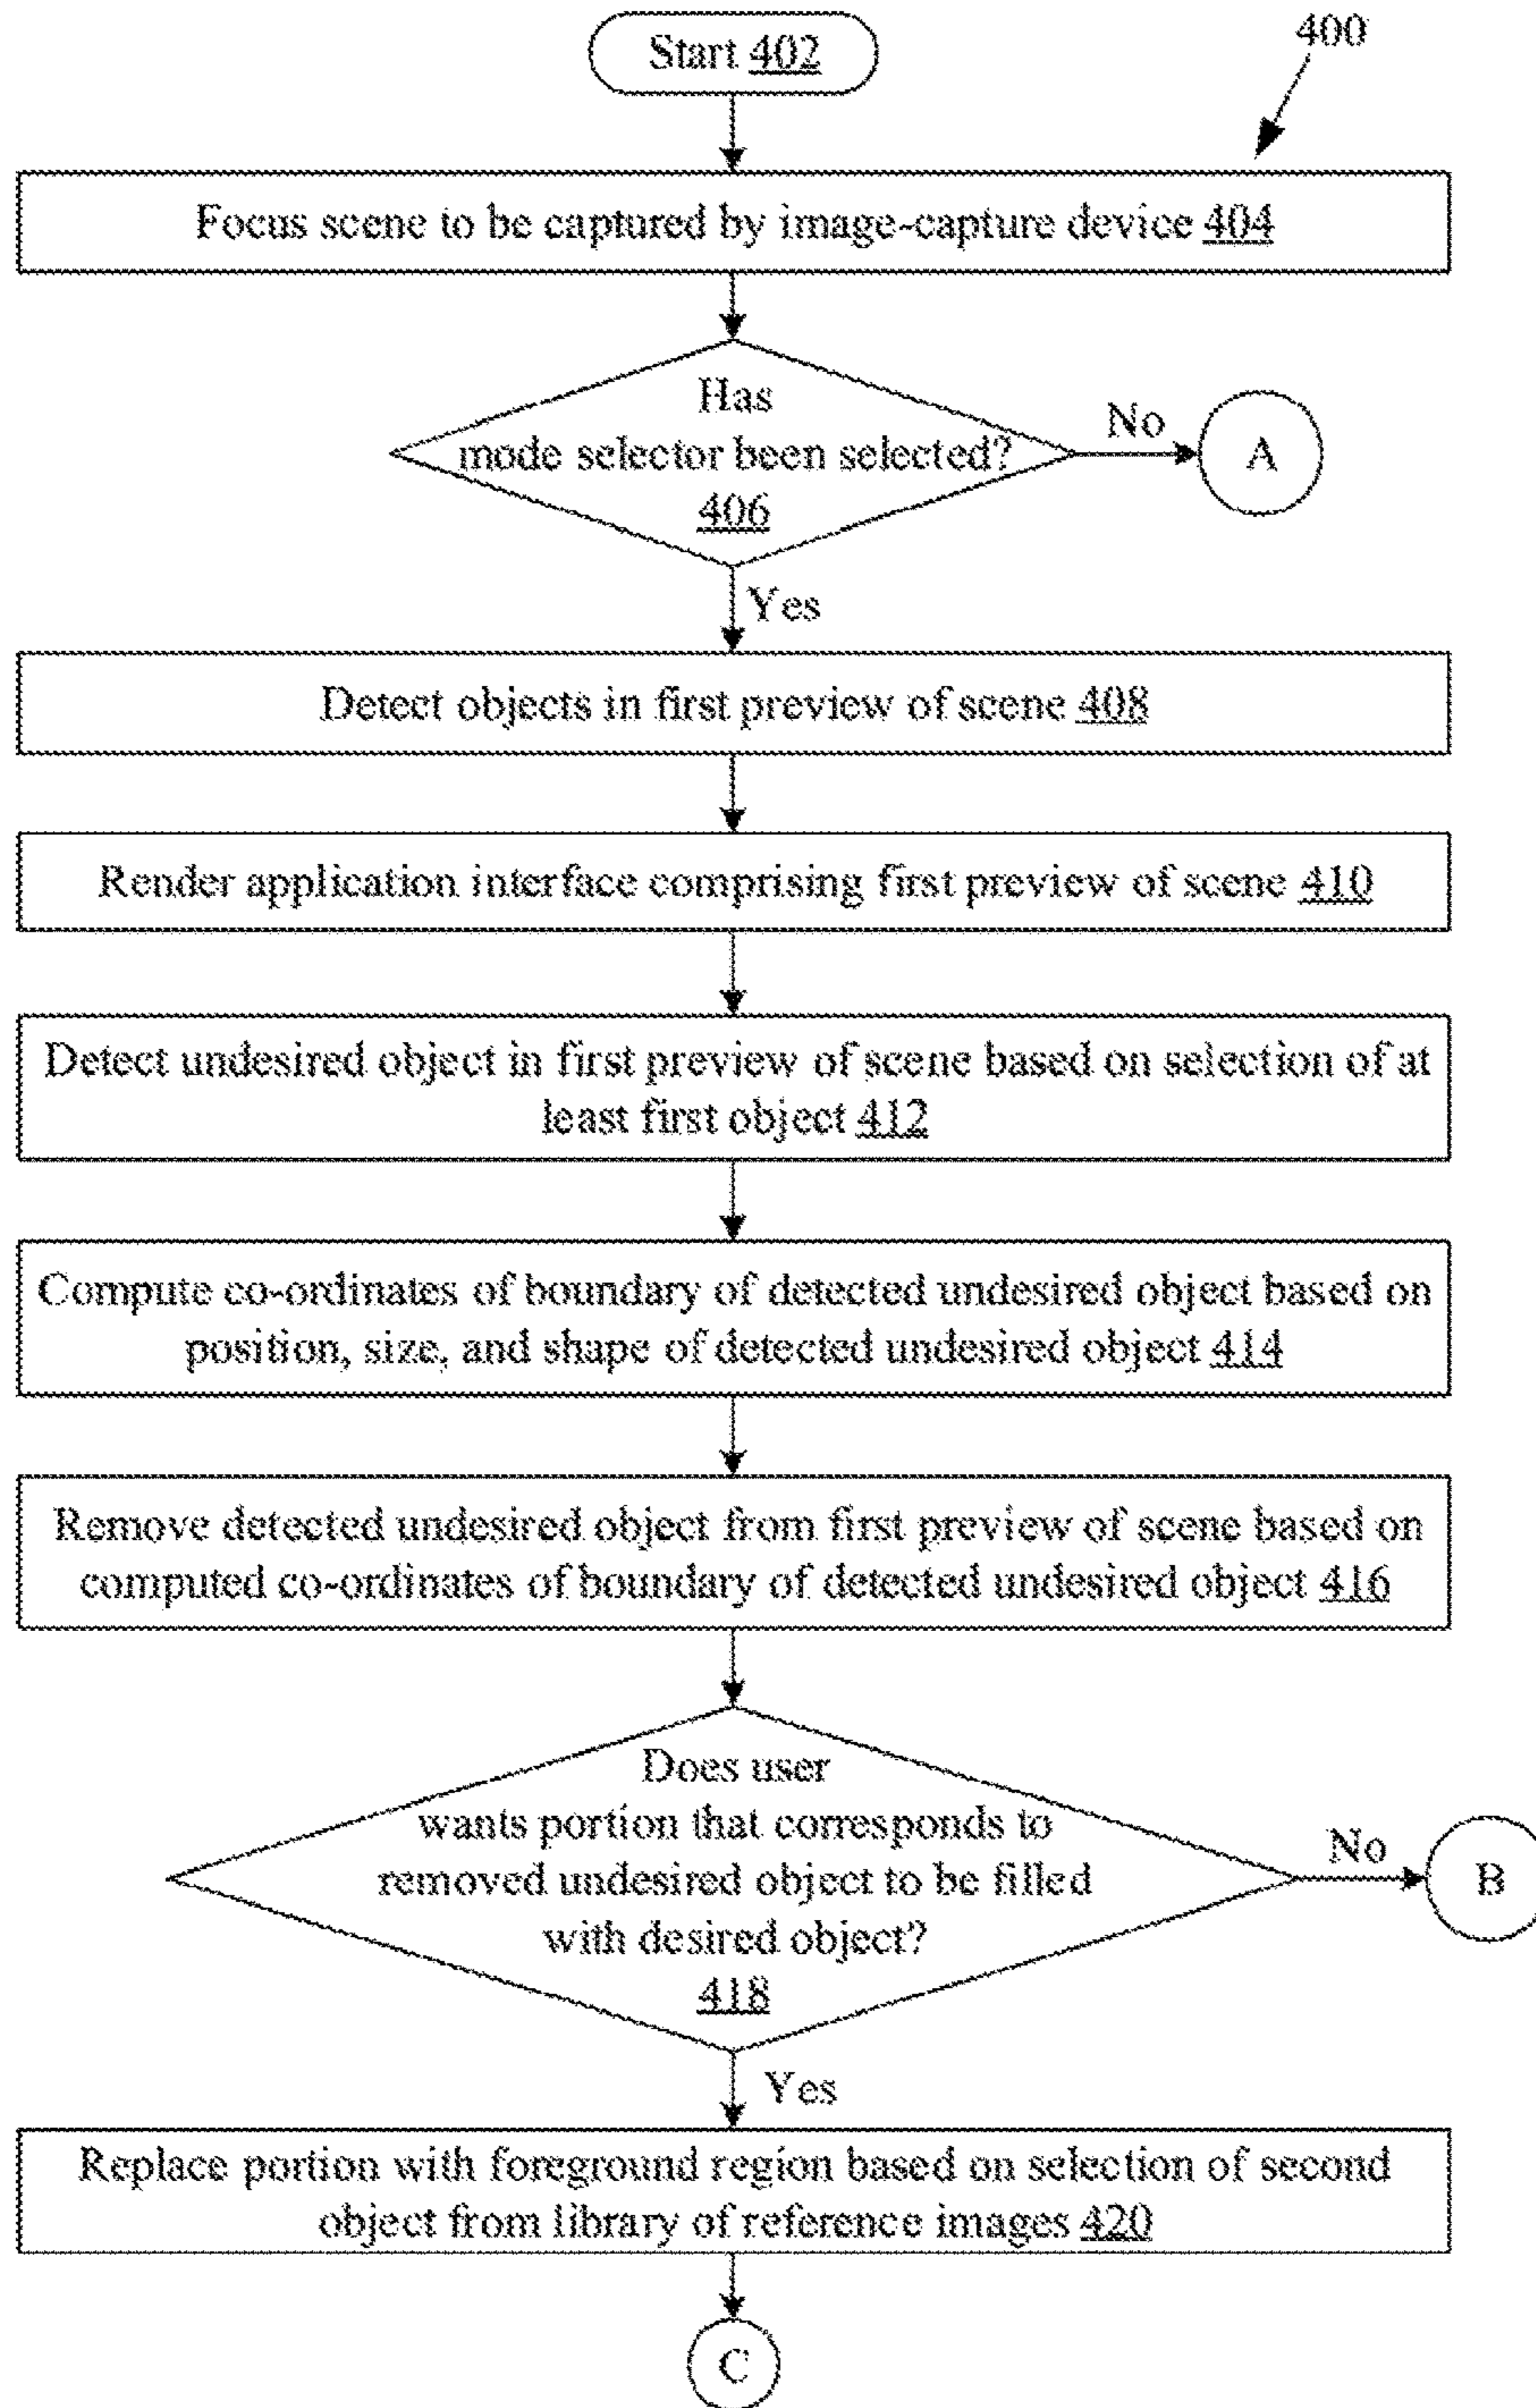 400
Start 402
Focus scene to be captured by image-capture device 404
Has
mode selector been selected?
406
No
A
Yes
Detect objects in first preview of scene 408
Render application interface comprising first preview of scene 410
Detect undesired object in first preview of scene based on selection of at
least first object 412
Compute co-ordinates of boundary of detected undesired object based on
position, size, and shape of detected undesired object 414
Remove detected undesired object from first preview of scene based on
computed co-ordinates of boundary of detected undesired object 416
Does user
wants portion that corresponds to
removed undesired object to be filled
with desired object?
418
No
B
Yes
Replace portion with foreground region based on selection of second
object from library of reference images 420
C